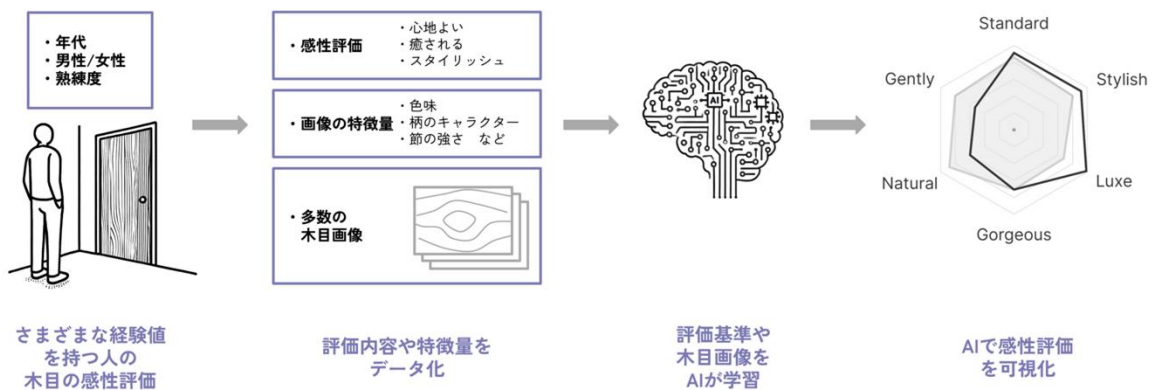 ・年代
・男性/女性
・熟練度
さまざまな経験値
を持つ人の
木目の感性評価
・感性評価
・心地よい
・癒される
・スタイリッシュ
・画像の特徴量
・色味
・柄のキャラクター
・節の強さ　など
・多数の
木目画像
評価内容や特徴量を
データ化
AI
評価基準や
木目画像を
AIが学習
Standard
Gently
Stylish
Natural
Luxe
Gorgeous
AIで感性評価
を可視化